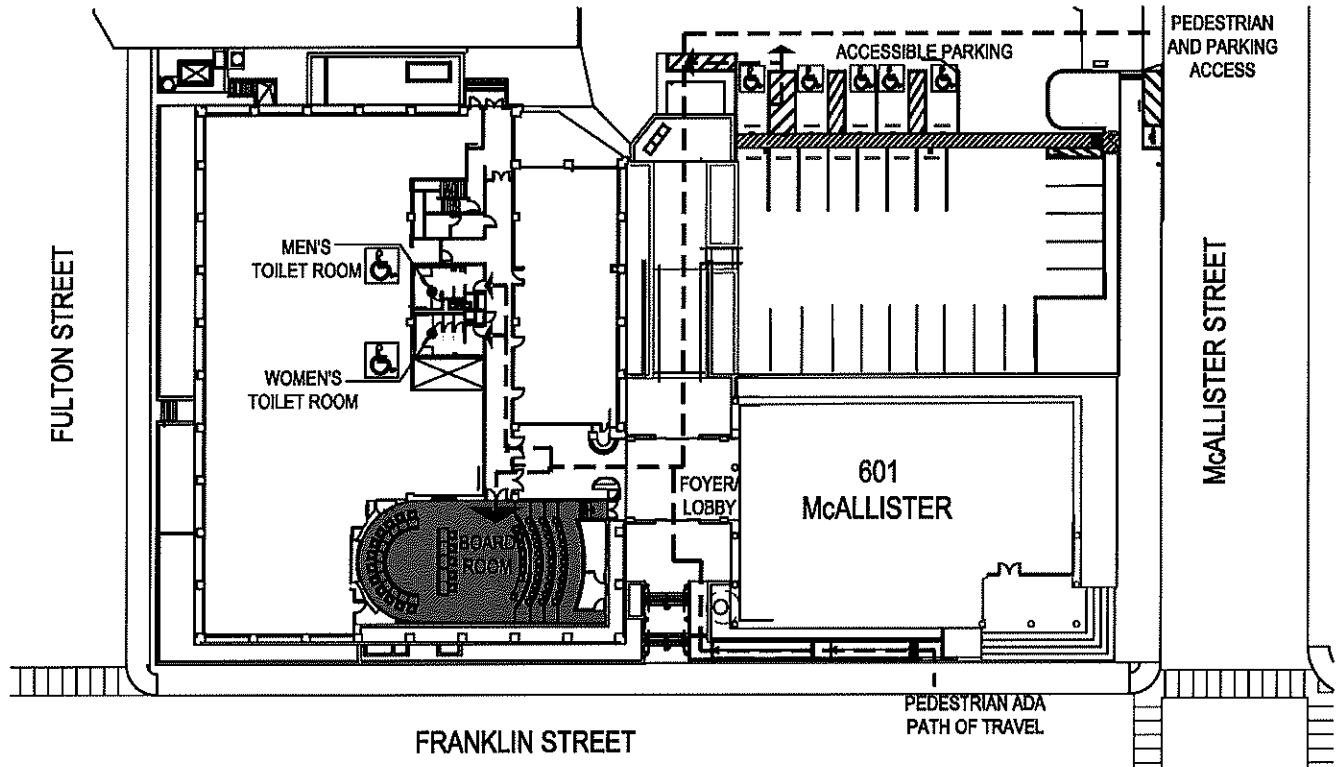 PEDESTRIAN
AND PARKING
ACCESS
ACCESSIBLE PARKING
MEN'S
TOILET ROOM
WOMEN'S
TOILET ROOM
FULTON STREET
McALLISTER STREET
601
McALLISTER
FOYER/
LOBBY
BOARD
ROOM
PEDESTRIAN ADA
PATH OF TRAVEL
FRANKLIN STREET